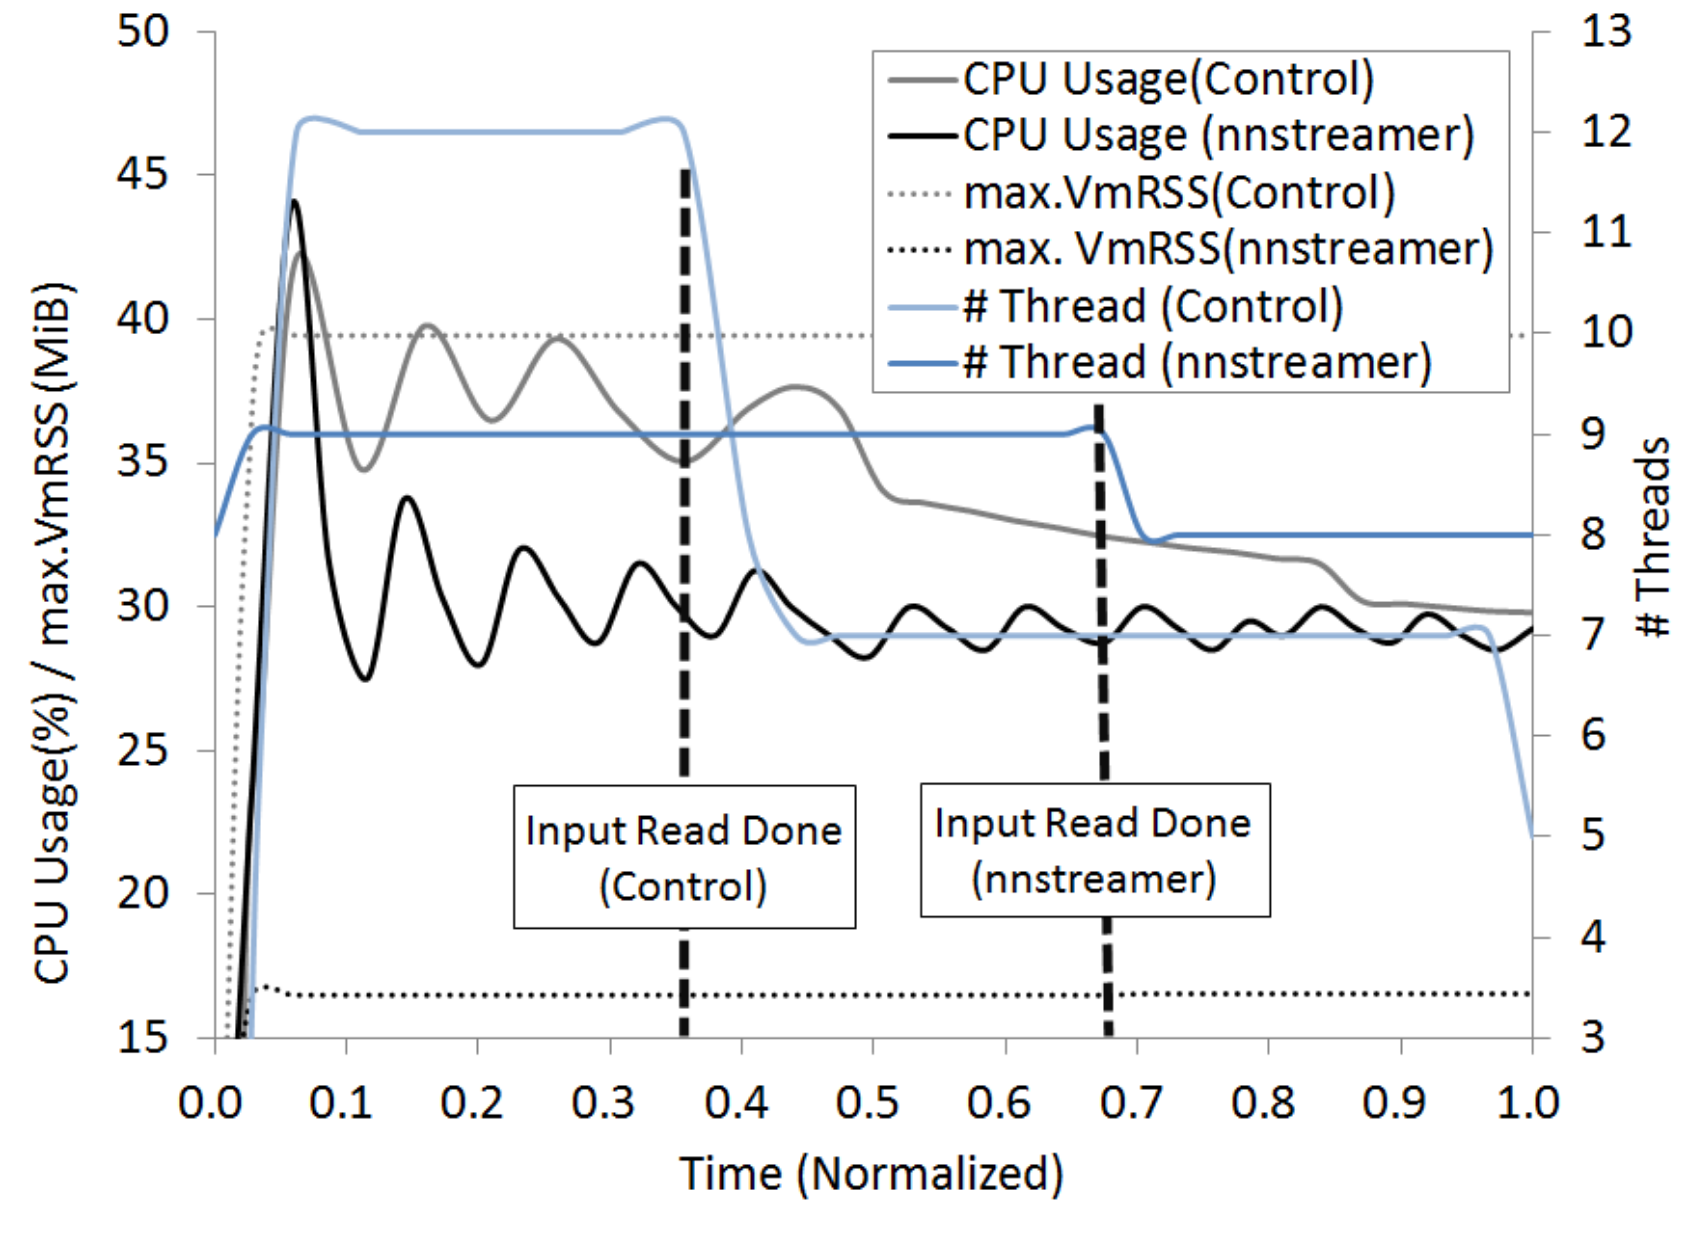 50
45
40
35
30
25
20
15
CPU Usage(%) / max.VmRSS (MiB)
13
12
11
10
9
8
7
6
5
4
3
# Threads
CPU Usage(Control)
CPU Usage (nnstreamer)
max.VmRSS(Control)
max. VmRSS(nnstreamer)
# Thread (Control)
# Thread (nnstreamer)
Input Read Done
(Control)
Input Read Done
(nnstreamer)
0.0 0.1 0.2 0.3 0.4 0.5 0.6 0.7 0.8 0.9 1.0
Time (Normalized)